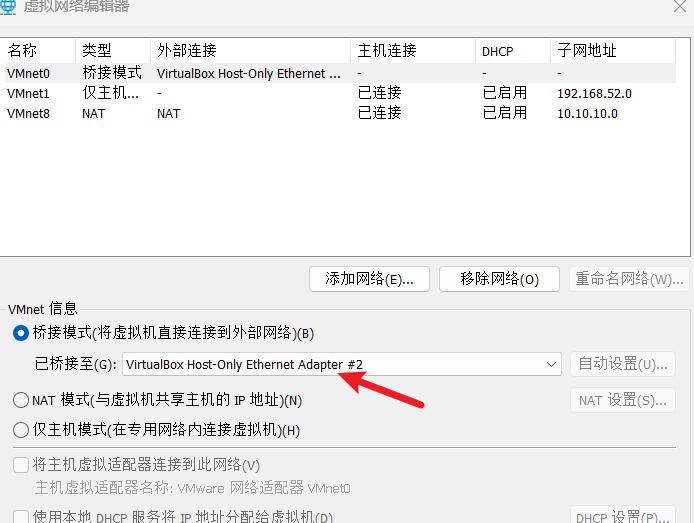 虚拟网络编辑器
名称 类型 外部连接 主机连接 DHCP 子网地址
VMnet0 桥接模式 VirtualBox Host-Only Ethernet ... - - -
VMnet1 仅主机... - 已连接 已启用 192.168.52.0
VMnet8 NAT NAT 已连接 已启用 10.10.10.0
添加网络(E)... 移除网络(O) 重命名网络(W)...
VMnet 信息
桥接模式(将虚拟机直接连接到外部网络)(B)
已桥接至(G): VirtualBox Host-Only Ethernet Adapter #2 自动设置(U)...
NAT 模式(与虚拟机共享主机的 IP 地址)(N) NAT 设置(S)...
仅主机模式(在专用网络内连接虚拟机)(H)
将主机虚拟适配器连接到此网络(V)
主机虚拟适配器名称: VMware 网络适配器 VMnet0
使用本地 DHCP 服务将 IP 地址分配给虚拟机(D) DHCP 设置(P)...